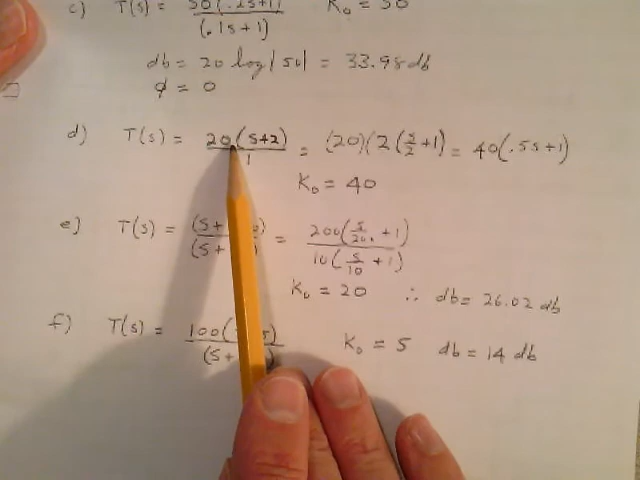 c) T(s) = 50(.2s+1) / (.1s+1) K₀ = 50
db = 20 log|50| = 33.98 db
φ = 0
d) T(s) = 20(s+2) / 1 = (20)(2(s/2 +1) = 40(.5s+1)
K₀ = 40
e) T(s) = (s+ ) / (s+ ) = 200(s/200 +1) / 10(s/10 +1)
K₀ = 20 ∴ db = 26.02 db
f) T(s) = 100( ) / (s+ ) K₀ = 5 db = 14 db